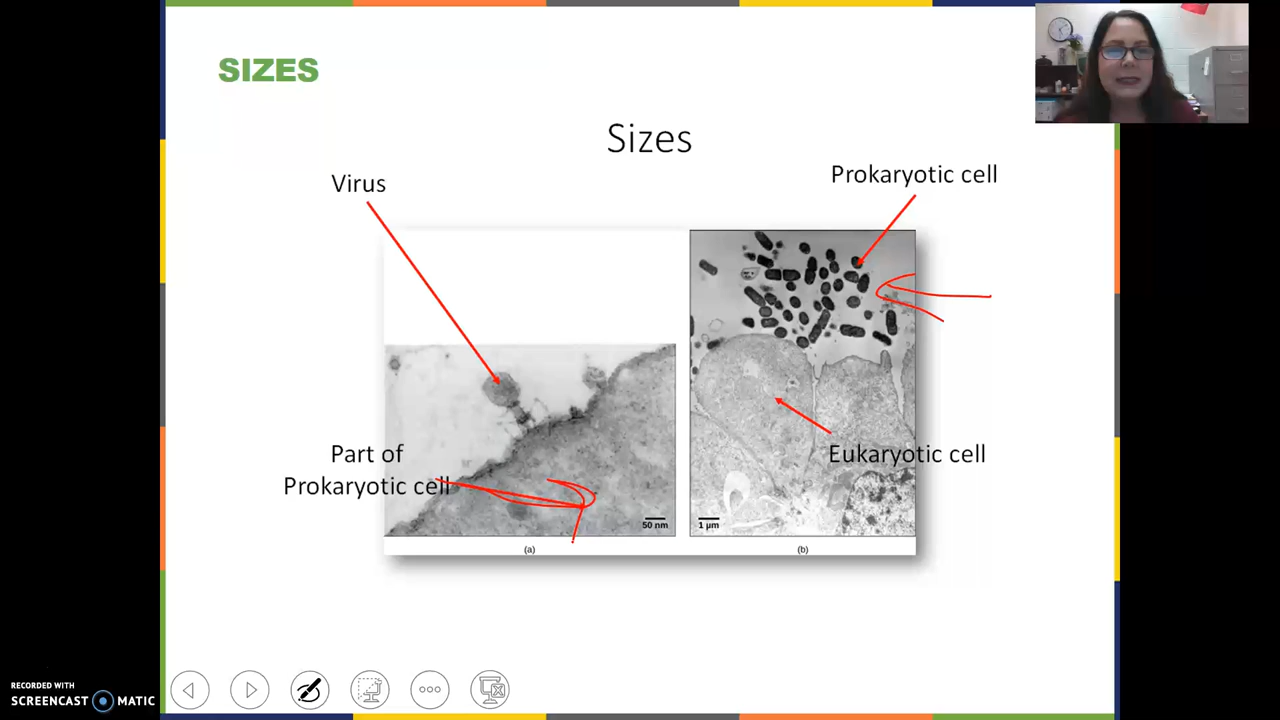 SIZES
Sizes
Virus
Prokaryotic cell
Part of
Prokaryotic cell
Eukaryotic cell
50 nm
1 µm
(a)
(b)
RECORDED WITH
SCREENCAST MATIC